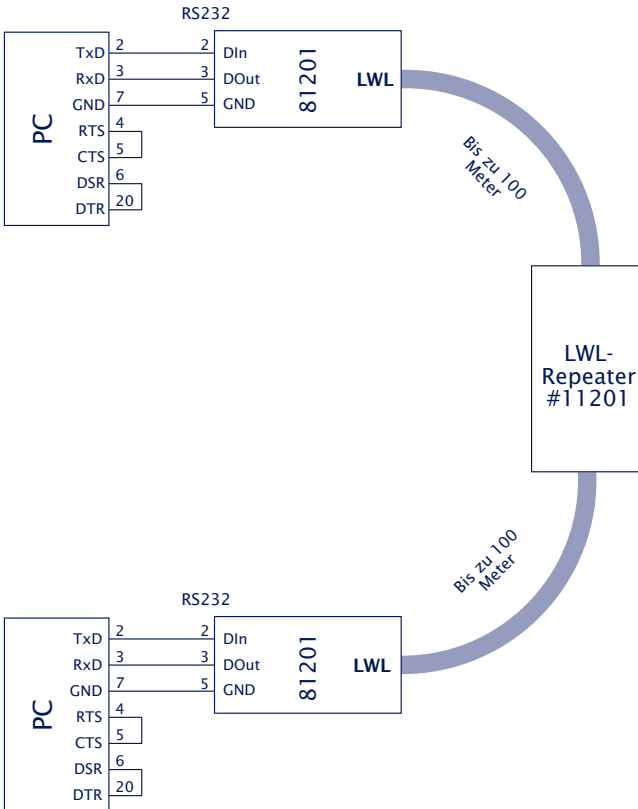 RS232
TxD 2 2 DIn
RxD 3 3 DOut
GND 7 5 GND
RTS 4
CTS 5
DSR 6
DTR 20
PC
81201
LWL
Bis zu 100
Meter
LWL-
Repeater
#11201
Bis zu 100
Meter
RS232
TxD 2 2 DIn
RxD 3 3 DOut
GND 7 5 GND
RTS 4
CTS 5
DSR 6
DTR 20
PC
81201
LWL